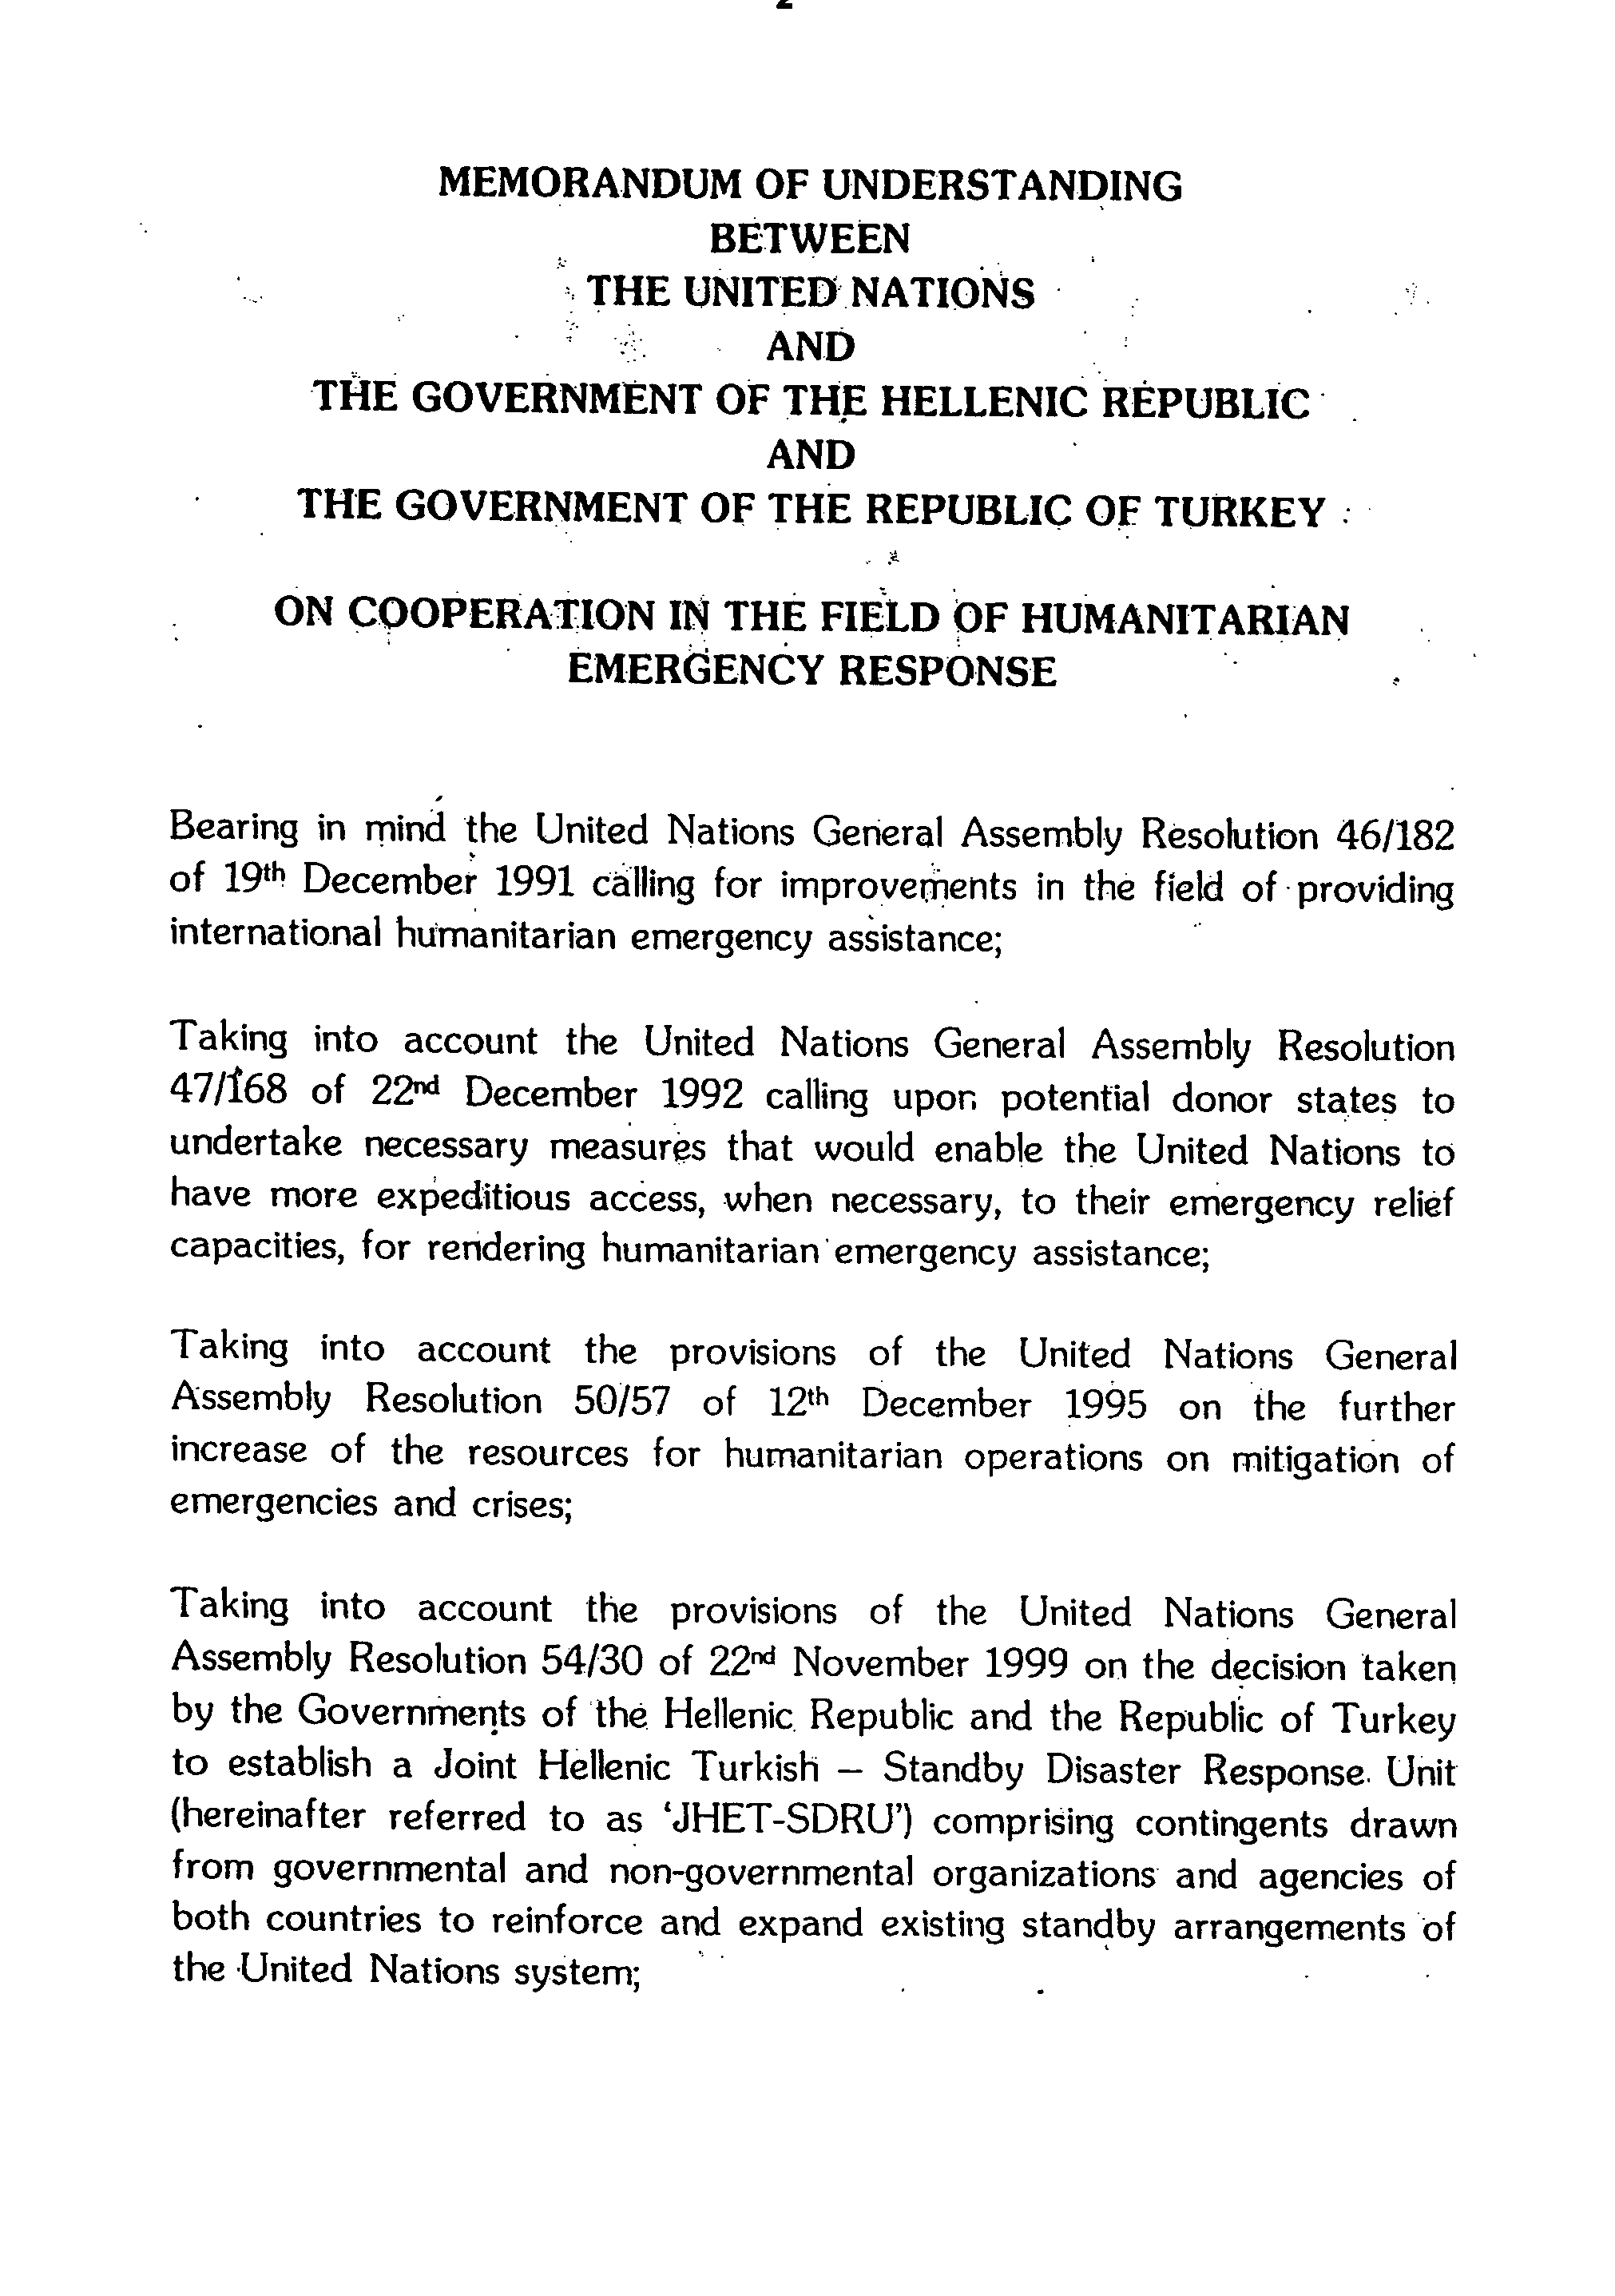 2
MEMORANDUM OF UNDERSTANDING
BETWEEN
THE UNITED NATIONS
AND
THE GOVERNMENT OF THE HELLENIC REPUBLIC
AND
THE GOVERNMENT OF THE REPUBLIC OF TURKEY
ON COOPERATION IN THE FIELD OF HUMANITARIAN
EMERGENCY RESPONSE
Bearing in mind the United Nations General Assembly Resolution 46/182
of 19th December 1991 calling for improvements in the field of providing
international humanitarian emergency assistance;
Taking into account the United Nations General Assembly Resolution
47/168 of 22nd December 1992 calling upon potential donor states to
undertake necessary measures that would enable the United Nations to
have more expeditious access, when necessary, to their emergency relief
capacities, for rendering humanitarian emergency assistance;
Taking into account the provisions of the United Nations General
Assembly Resolution 50/57 of 12th December 1995 on the further
increase of the resources for humanitarian operations on mitigation of
emergencies and crises;
Taking into account the provisions of the United Nations General
Assembly Resolution 54/30 of 22nd November 1999 on the decision taken
by the Governments of the Hellenic Republic and the Republic of Turkey
to establish a Joint Hellenic Turkish – Standby Disaster Response Unit
(hereinafter referred to as ‘JHET-SDRU’) comprising contingents drawn
from governmental and non-governmental organizations and agencies of
both countries to reinforce and expand existing standby arrangements of
the United Nations system;